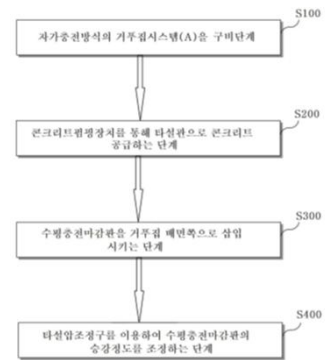 S100
자가충전방식의 거푸집시스템(A)을 구비단계
S200
콘크리트펌핑장치를 통해 타설관으로 콘크리트
공급하는 단계
S300
수평충전마감관을 거푸집 배면쪽으로 삽입
시키는 단계
S400
타설압조정구를 이용하여 수평충전마감관의
승강정도를 조정하는 단계